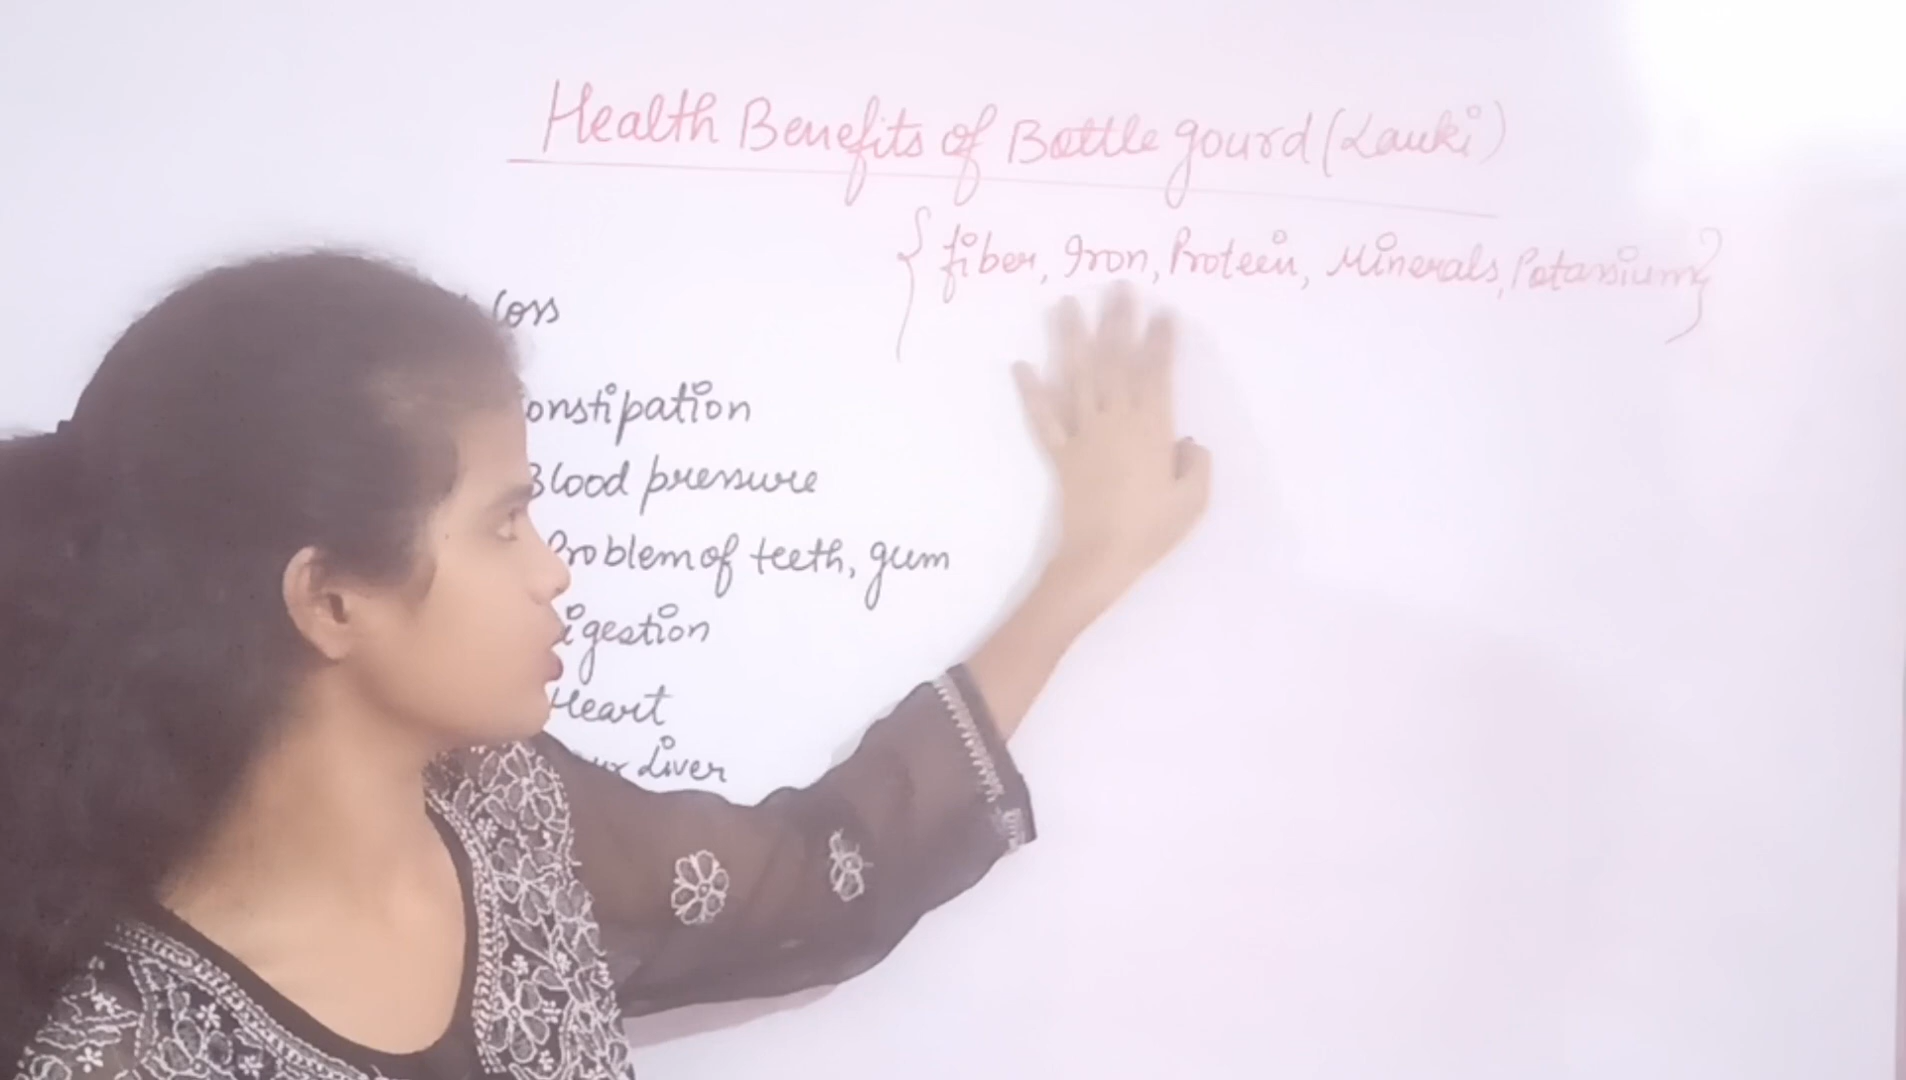 Health Benefits of Bottle gourd (Lauki)
{ fiber, Iron, Protein, Minerals, Potassium }
loss
onstipation
Blood pressure
Problem of teeth, gum
igestion
Heart
ur Liver